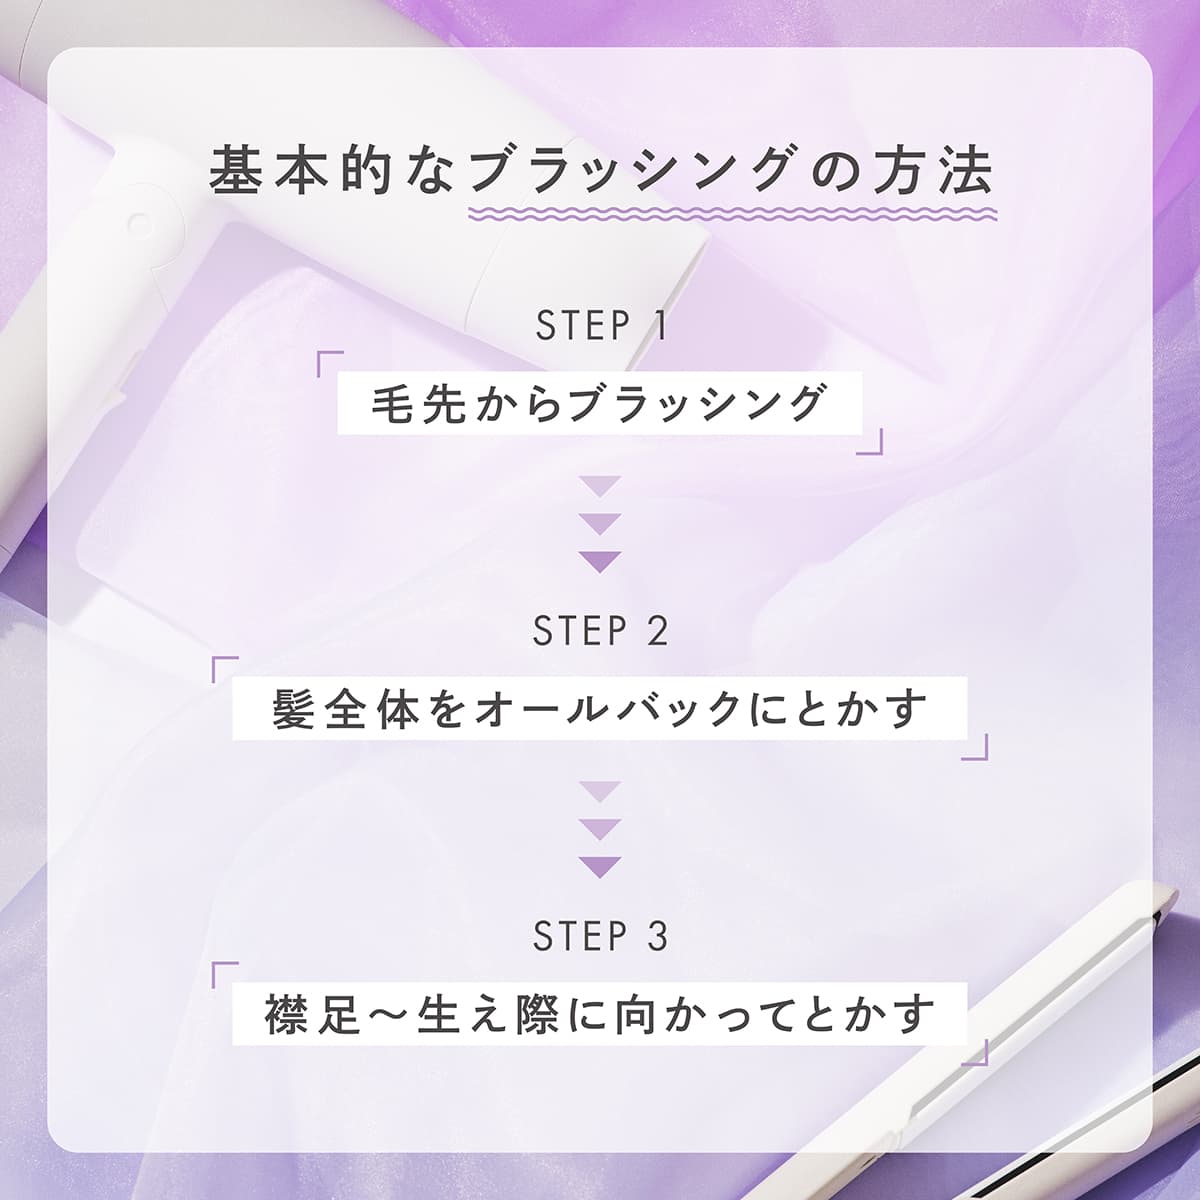 基本的なブラッシングの方法
STEP 1
毛先からブラッシング
STEP 2
髪全体をオールバックにとかす
STEP 3
襟足～生え際に向かってとかす